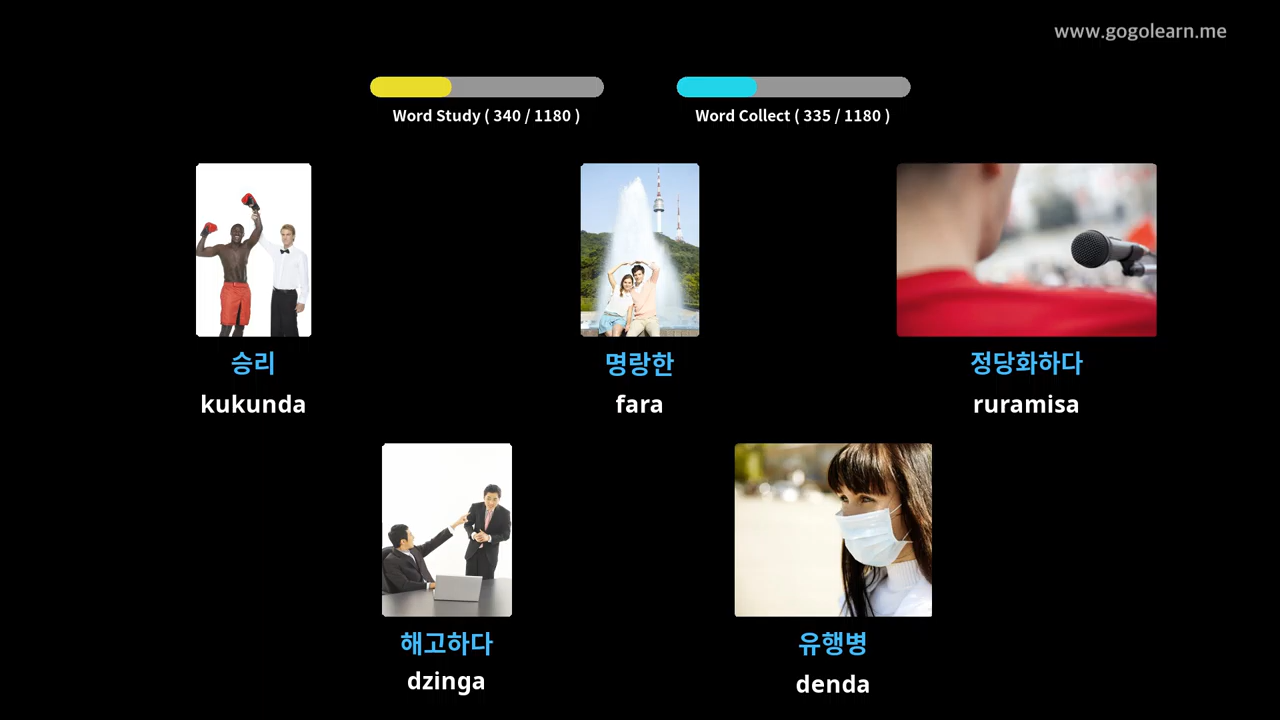 www.gogolearn.me
Word Study ( 340 / 1180 )
Word Collect ( 335 / 1180 )
승리
kukunda
명랑한
fara
정당화하다
ruramisa
해고하다
dzinga
유행병
denda